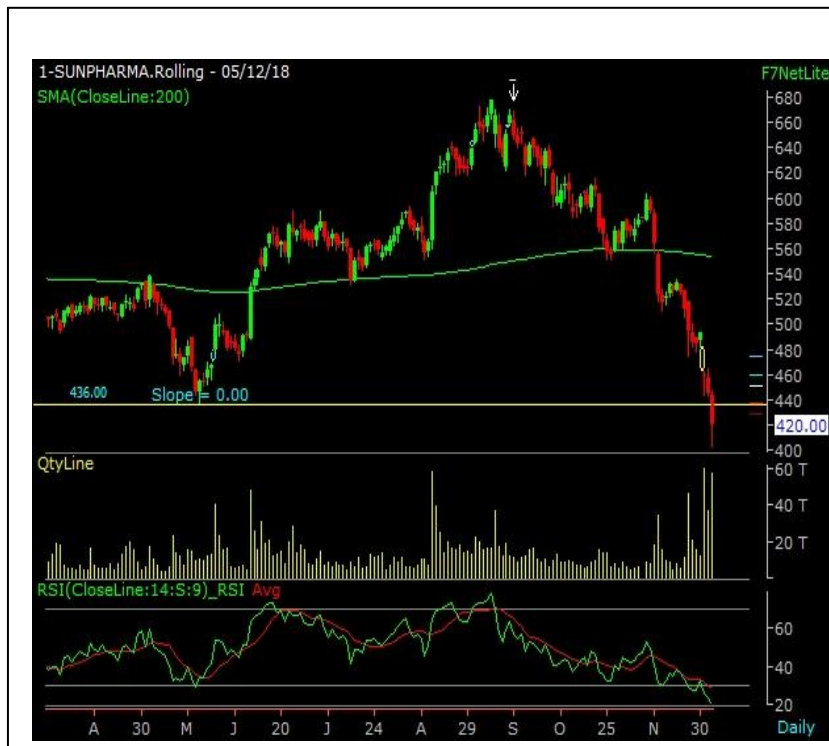 1-SUNPHARMA.Rolling - 05/12/18
F7NetLite
SMA(CloseLine:200)
680
660
640
620
600
580
560
540
520
500
480
460
440
420.00
400
436.00 Slope = 0.00
QtyLine
60 T
40 T
20 T
RSI(CloseLine:14:S:9)_RSI Avg
60
40
20
A 30 M J 20 J 24 A 29 S O 25 N 30 Daily